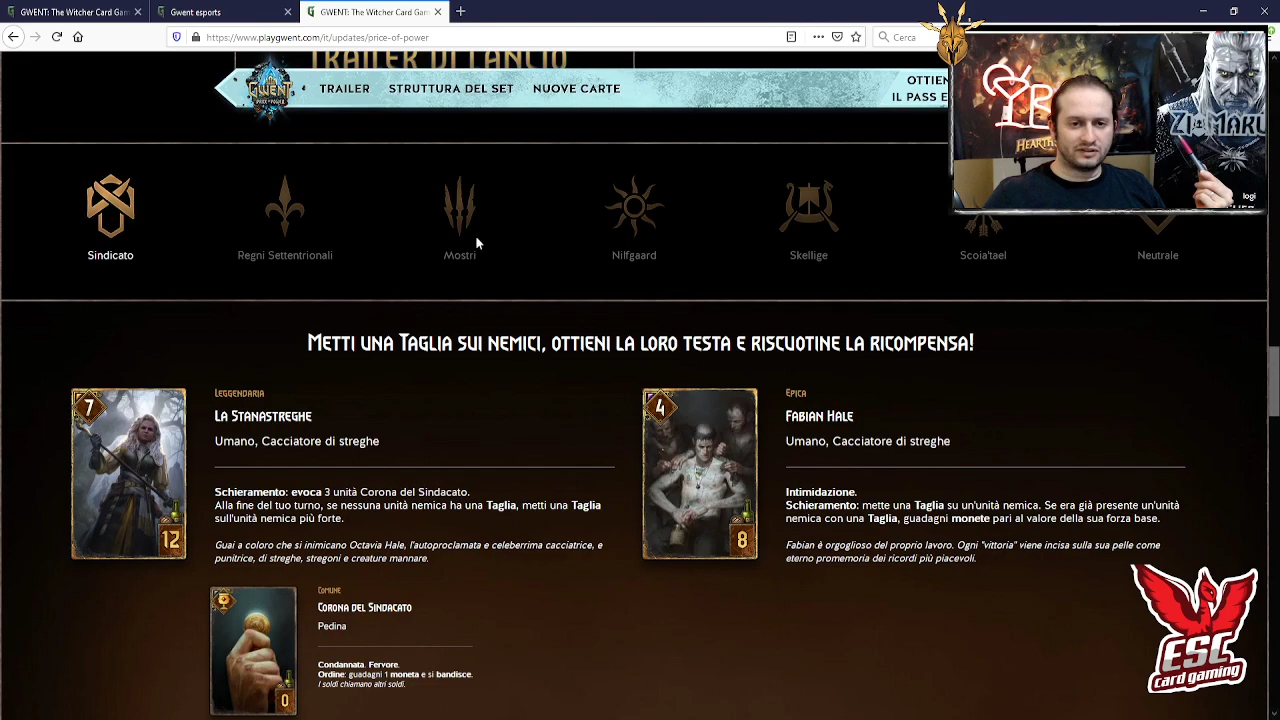 GWENT: The Witcher Card Gam
Gwent esports
GWENT: The Witcher Card Gam
https://www.playgwent.com/it/updates/price-of-power
Cerca
TRAILER DI LANCIO
GWENT
TRAILER
STRUTTURA DEL SET
NUOVE CARTE
OTTIEN
IL PASS E
HEARTHS
ZI MARU
logi
Sindicato
Regni Settentrionali
Mostri
Nilfgaard
Skellige
Scoia'tael
Neutrale
Metti una Taglia sui nemici, ottieni la loro testa e riscuotine la ricompensa!
7
12
Leggendaria
La Stanastreghe
Umano, Cacciatore di streghe
Schieramento: evoca 3 unità Corona del Sindacato.
Alla fine del tuo turno, se nessuna unità nemica ha una Taglia, metti una Taglia
sull'unità nemica più forte.
Guai a coloro che si inimicano Octavia Hale, l'autoproclamata e celeberrima cacciatrice, e
punitrice, di streghe, stregoni e creature mannare.
4
8
Epica
Fabian Hale
Umano, Cacciatore di streghe
Intimidazione.
Schieramento: mette una Taglia su un'unità nemica. Se era già presente un'unità
nemica con una Taglia, guadagni monete pari al valore della sua forza base.
Fabian è orgoglioso del proprio lavoro. Ogni "vittoria" viene incisa sulla sua pelle come
eterno promemoria dei ricordi più piacevoli.
0
Comune
Corona del Sindacato
Pedina
Condannata. Fervore.
Ordine: guadagni 1 moneta e si bandisce.
I soldi chiamano altri soldi.
ESC
card gaming